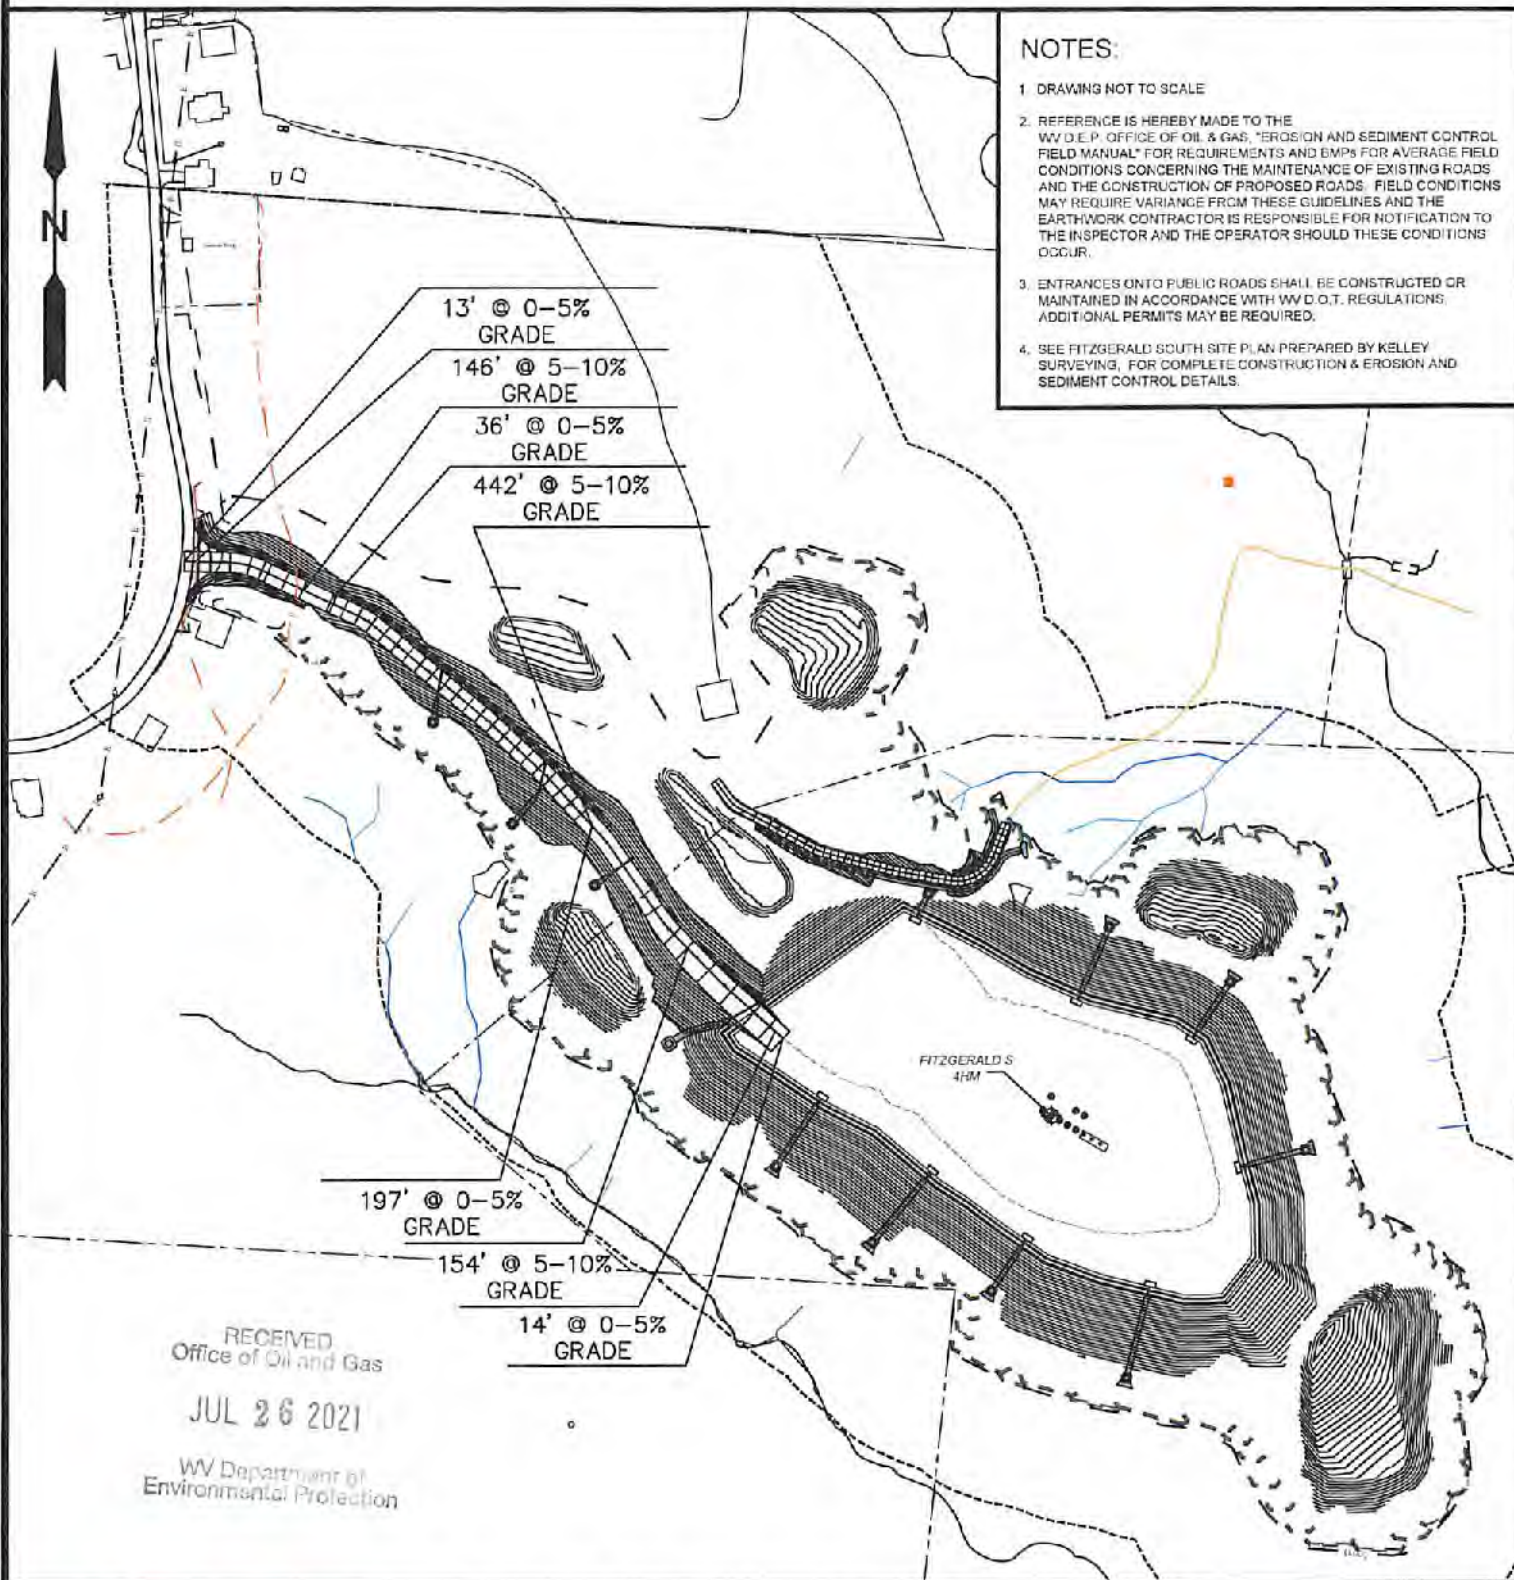 NOTES:
1. DRAWING NOT TO SCALE
2. REFERENCE IS HEREBY MADE TO THE
WV D.E.P. OFFICE OF OIL & GAS, "EROSION AND SEDIMENT CONTROL
FIELD MANUAL" FOR REQUIREMENTS AND BMPs FOR AVERAGE FIELD
CONDITIONS CONCERNING THE MAINTENANCE OF EXISTING ROADS
AND THE CONSTRUCTION OF PROPOSED ROADS. FIELD CONDITIONS
MAY REQUIRE VARIANCE FROM THESE GUIDELINES AND THE
EARTHWORK CONTRACTOR IS RESPONSIBLE FOR NOTIFICATION TO
THE INSPECTOR AND THE OPERATOR SHOULD THESE CONDITIONS
OCCUR.
3. ENTRANCES ONTO PUBLIC ROADS SHALL BE CONSTRUCTED OR
MAINTAINED IN ACCORDANCE WITH WV D.O.T. REGULATIONS.
ADDITIONAL PERMITS MAY BE REQUIRED.
4. SEE FITZGERALD SOUTH SITE PLAN PREPARED BY KELLEY
SURVEYING, FOR COMPLETE CONSTRUCTION & EROSION AND
SEDIMENT CONTROL DETAILS.
N
13' @ 0-5%
GRADE
146' @ 5-10%
GRADE
36' @ 0-5%
GRADE
442' @ 5-10%
GRADE
FITZGERALD S
4HM
197' @ 0-5%
GRADE
154' @ 5-10%
GRADE
14' @ 0-5%
GRADE
RECEIVED
Office of Oil and Gas
JUL 26 2021
WV Department of
Environmental Protection